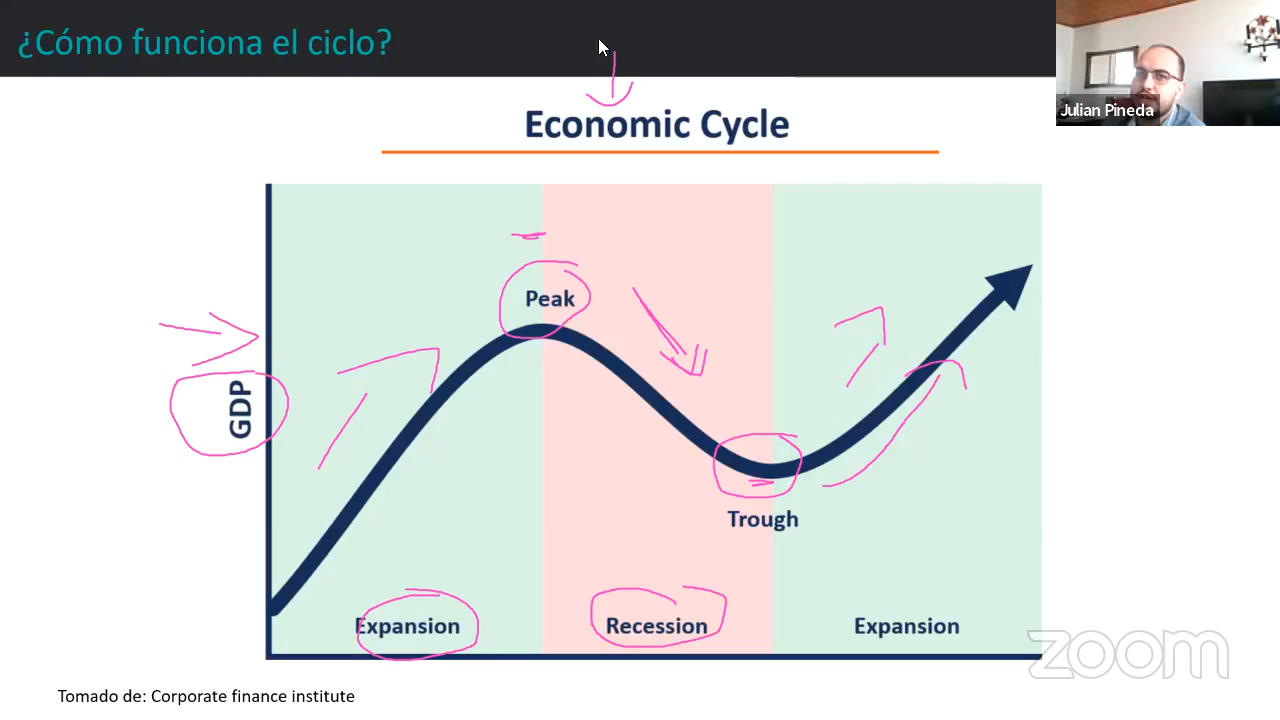 ¿Cómo funciona el ciclo?
Julian Pineda
Economic Cycle
Peak
GDP
Trough
Expansion
Recession
Expansion
zoom
Tomado de: Corporate finance institute